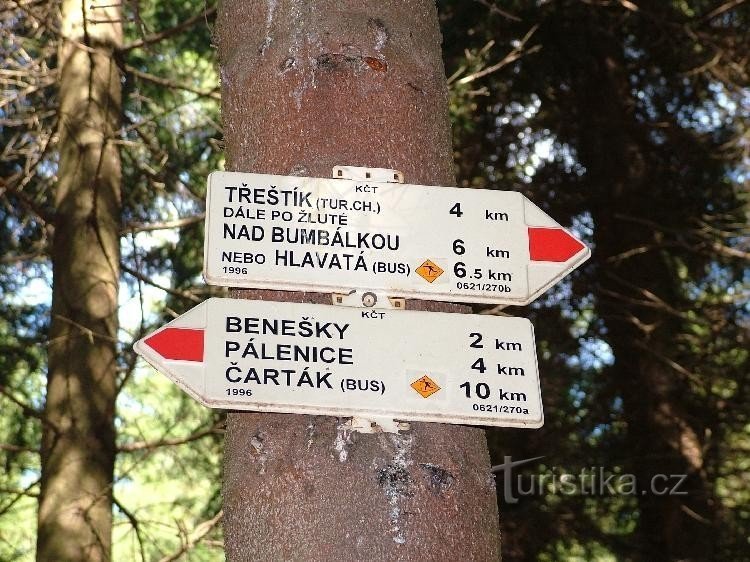 KČT
TŘEŠTÍK (TUR.CH.) 4 km
DÁLE PO ŽLUTÉ
NAD BUMBÁLKOU 6 km
NEBO HLAVATÁ (BUS) 6.5 km
1996 0621/270b
KČT
BENEŠKY 2 km
PÁLENICE 4 km
ČARTÁK (BUS) 10 km
1996 0621/270a
turistika.cz